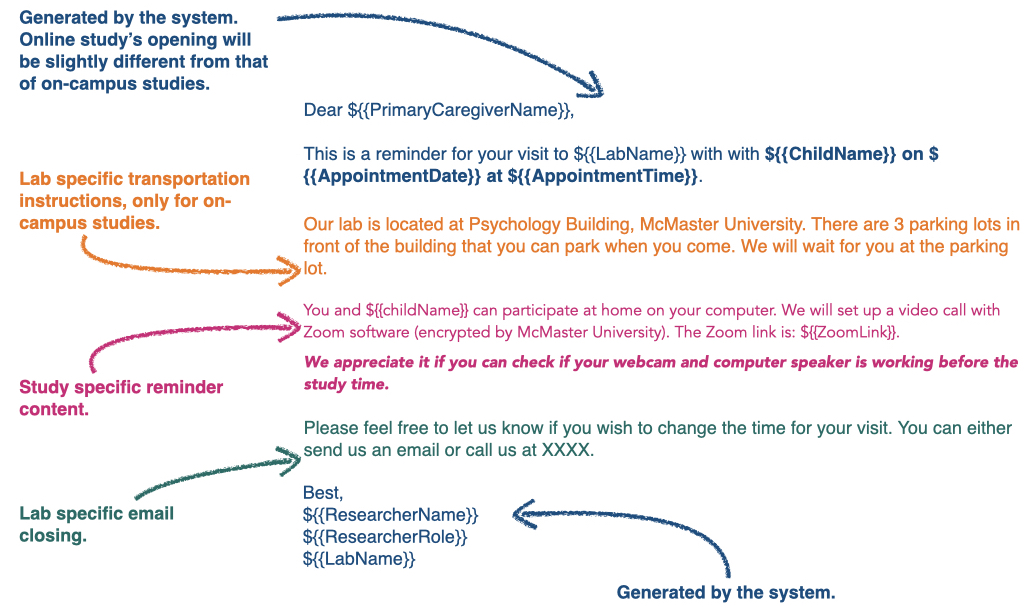 Generated by the system.
Online study's opening will
be slightly different from that
of on-campus studies.
Dear ${{PrimaryCaregiverName}},
This is a reminder for your visit to ${{LabName}} with with ${{ChildName}} on $
{{AppointmentDate}} at ${{AppointmentTime}}.
Lab specific transportation
instructions, only for on-
campus studies.
Our lab is located at Psychology Building, McMaster University. There are 3 parking lots in
front of the building that you can park when you come. We will wait for you at the parking
lot.
You and ${{childName}} can participate at home on your computer. We will set up a video call with
Zoom software (encrypted by McMaster University). The Zoom link is: ${{ZoomLink}}.
We appreciate it if you can check if your webcam and computer speaker is working before the
study time.
Study specific reminder
content.
Please feel free to let us know if you wish to change the time for your visit. You can either
send us an email or call us at XXXX.
Lab specific email
closing.
Best,
${{ResearcherName}}
${{ResearcherRole}}
${{LabName}}
Generated by the system.